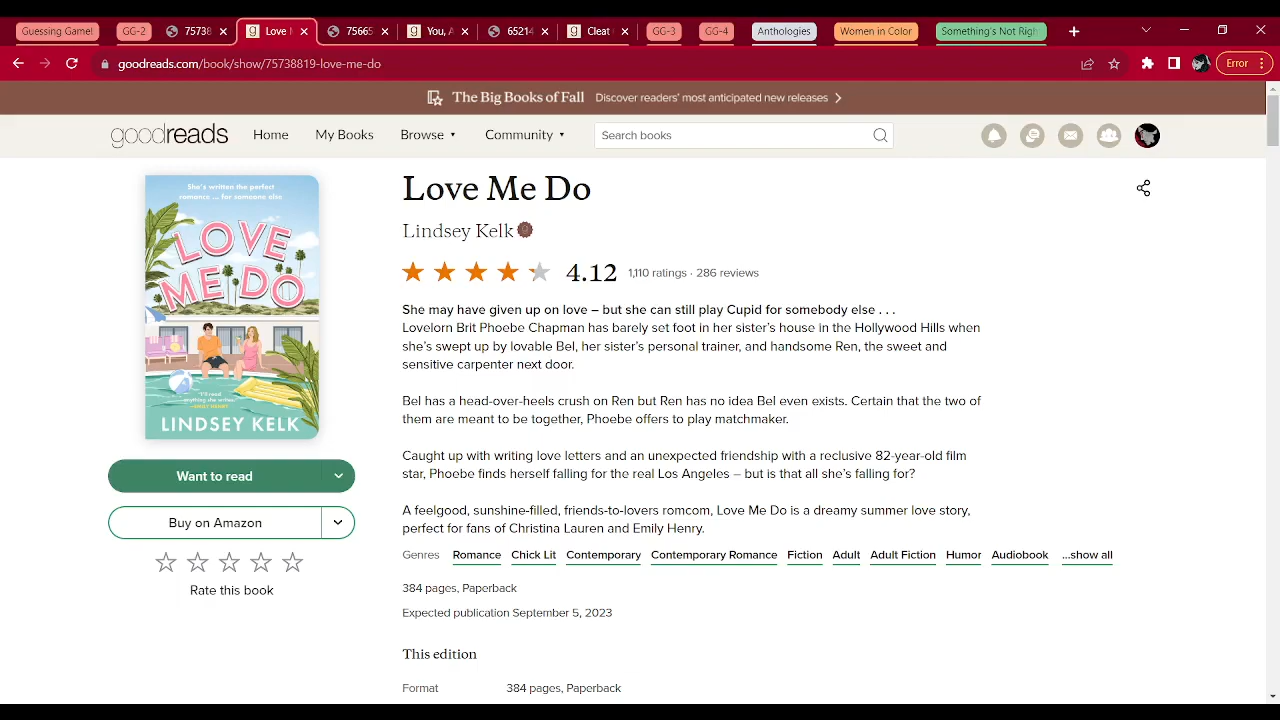 Guessing Game!
GG-2
75738
Love M
75665
You, A
65214
Cleat
GG-3
GG-4
Anthologies
Women in Color
Something's Not Righ
goodreads.com/book/show/75738819-love-me-do
Error
The Big Books of Fall Discover readers' most anticipated new releases
goodreads
Home
My Books
Browse
Community
Search books
She's written the perfect
romance ... for someone else
LOVE
ME DO
"I'll read
anything she writes"
EMILY HENRY
LINDSEY KELK
Want to read
Buy on Amazon
Rate this book
Love Me Do
Lindsey Kelk
4.12 1,110 ratings · 286 reviews
She may have given up on love – but she can still play Cupid for somebody else . . .
Lovelorn Brit Phoebe Chapman has barely set foot in her sister's house in the Hollywood Hills when
she's swept up by lovable Bel, her sister's personal trainer, and handsome Ren, the sweet and
sensitive carpenter next door.
Bel has a head-over-heels crush on Ren but Ren has no idea Bel even exists. Certain that the two of
them are meant to be together, Phoebe offers to play matchmaker.
Caught up with writing love letters and an unexpected friendship with a reclusive 82-year-old film
star, Phoebe finds herself falling for the real Los Angeles – but is that all she's falling for?
A feelgood, sunshine-filled, friends-to-lovers romcom, Love Me Do is a dreamy summer love story,
perfect for fans of Christina Lauren and Emily Henry.
Genres Romance Chick Lit Contemporary Contemporary Romance Fiction Adult Adult Fiction Humor Audiobook ...show all
384 pages, Paperback
Expected publication September 5, 2023
This edition
Format 384 pages, Paperback